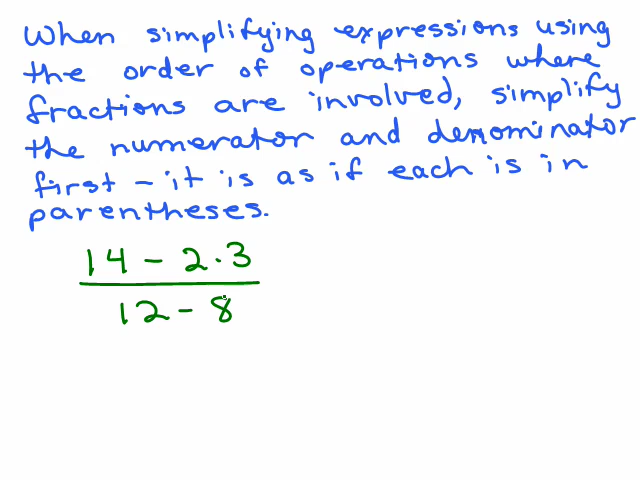 When simplifying expressions using
the order of operations where
fractions are involved, simplify
the numerator and denominator
first – it is as if each is in
parentheses.
14 – 2·3
12 – 8